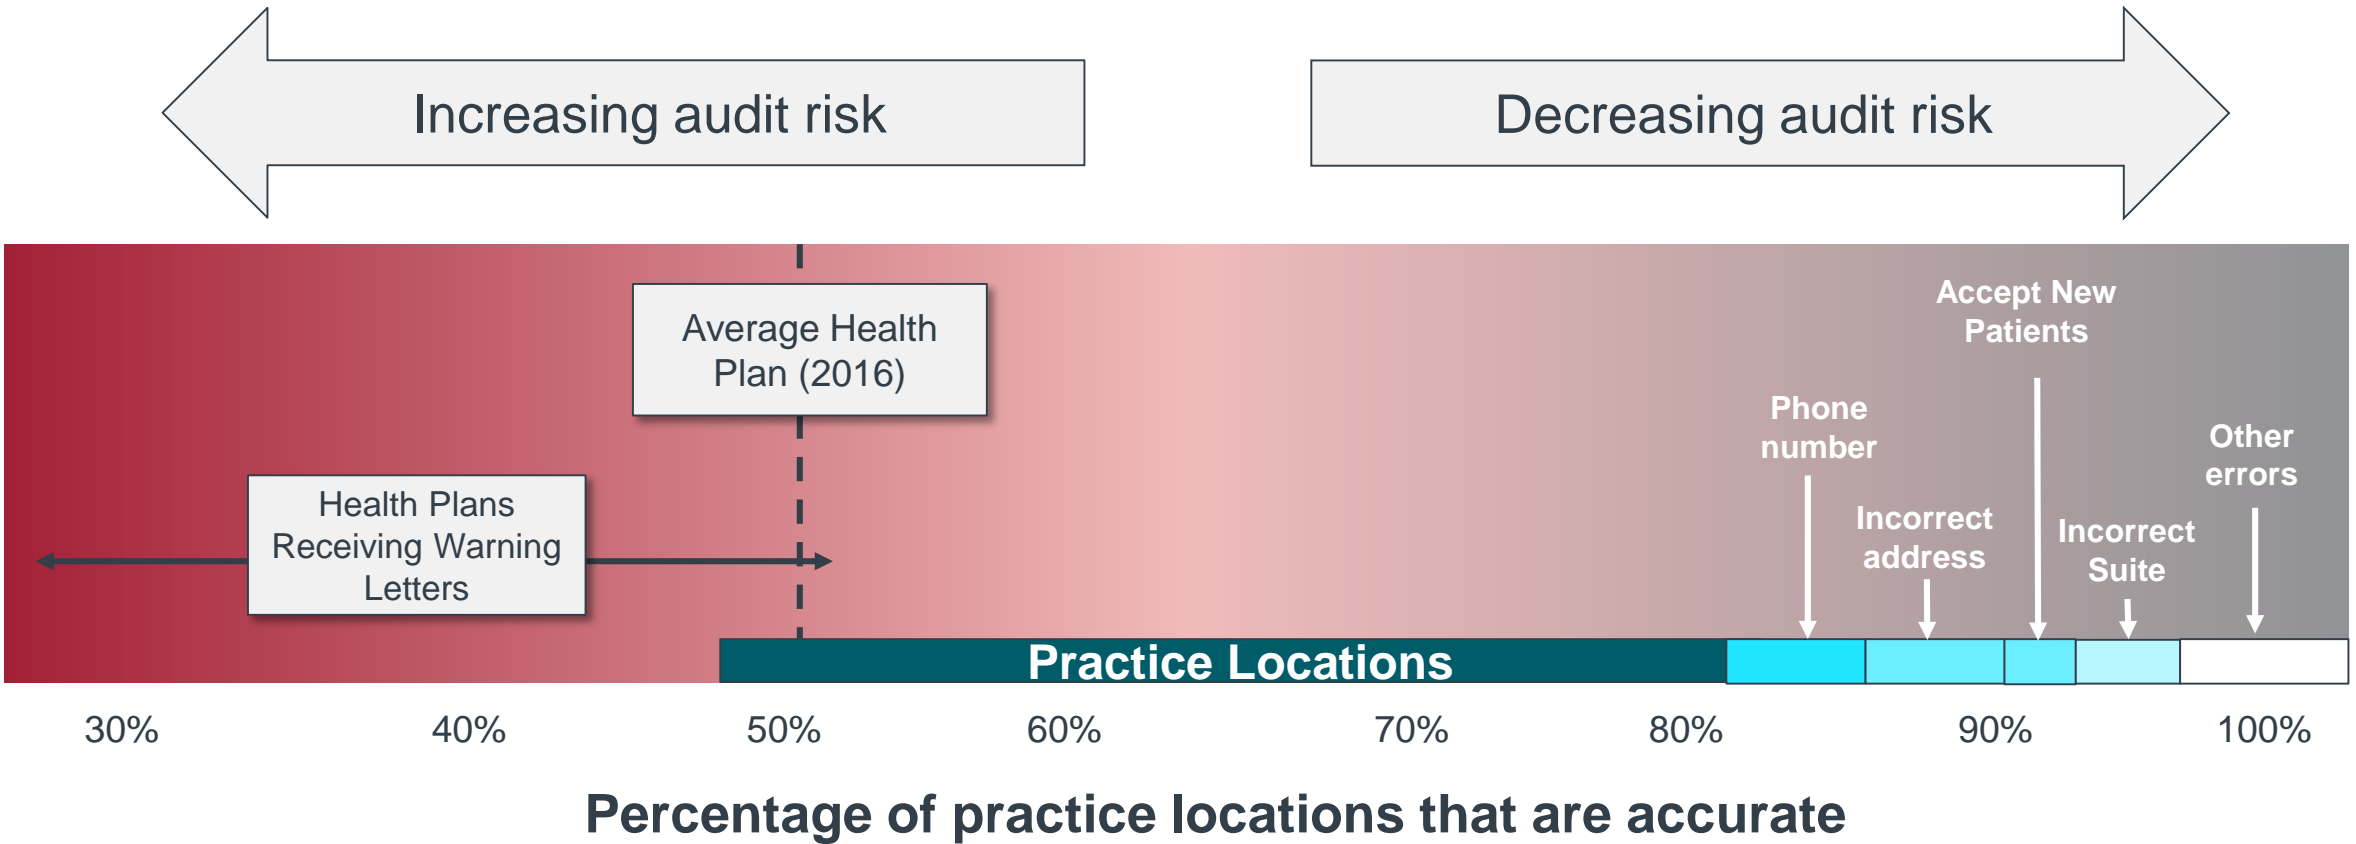 Increasing audit risk
Decreasing audit risk
Average Health
Plan (2016)
Health Plans
Receiving Warning
Letters
Phone
number
Incorrect
address
Accept New
Patients
Incorrect
Suite
Other
errors
Practice Locations
30% 40% 50% 60% 70% 80% 90% 100%
Percentage of practice locations that are accurate